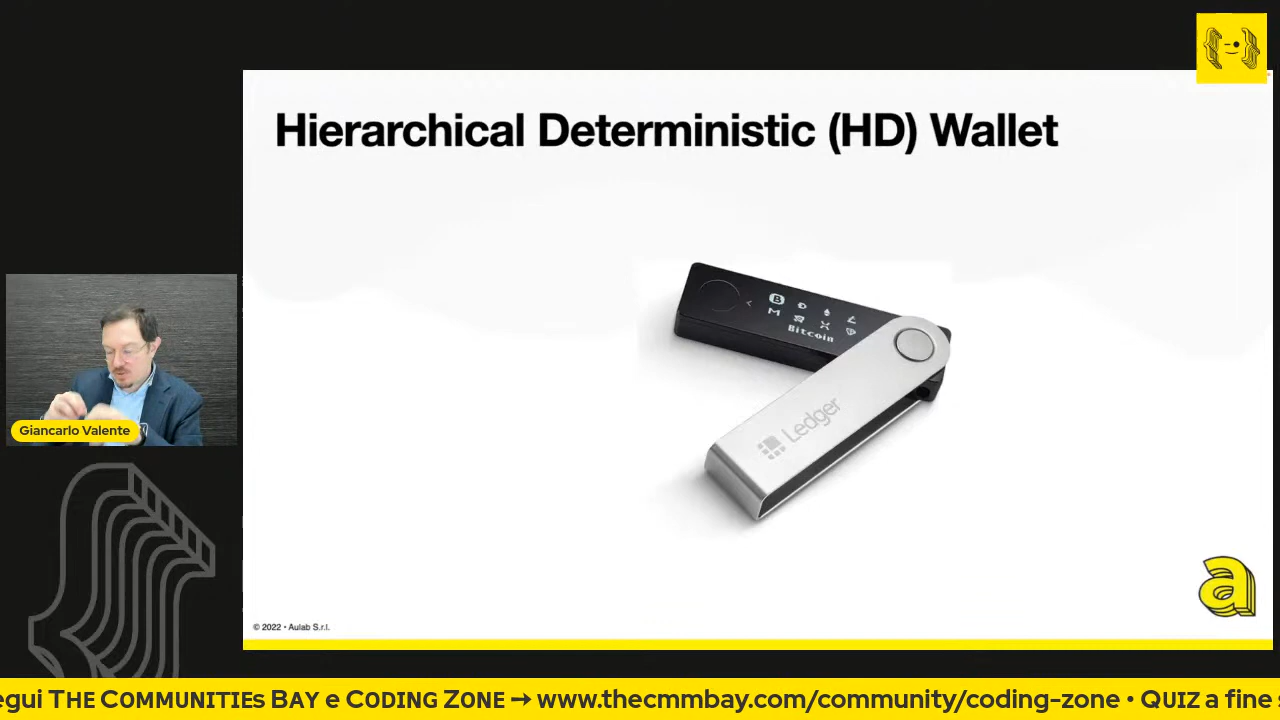 Hierarchical Deterministic (HD) Wallet
Bitcoin
Ledger
Giancarlo Valente
© 2022 • Aulab S.r.l.
egui THE COMMUNITIEs BAY e CODING ZONE → www.thecmmbay.com/community/coding-zone • QUIZ a fine